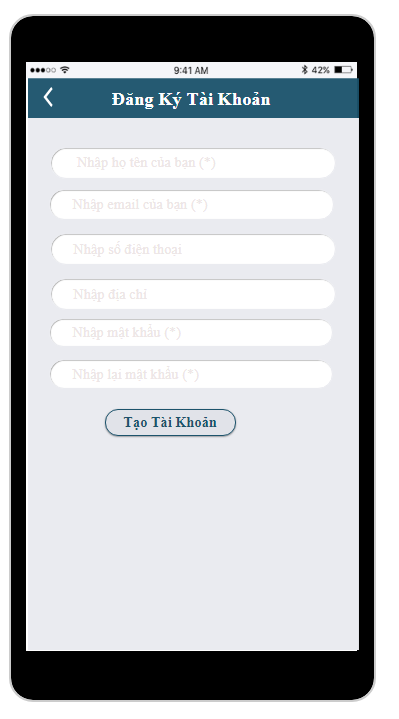 9:41 AM
42%
Đăng Ký Tài Khoản
Nhập họ tên của bạn (*)
Nhập email của bạn (*)
Nhập số điện thoại
Nhập địa chỉ
Nhập mật khẩu (*)
Nhập lại mật khẩu (*)
Tạo Tài Khoản